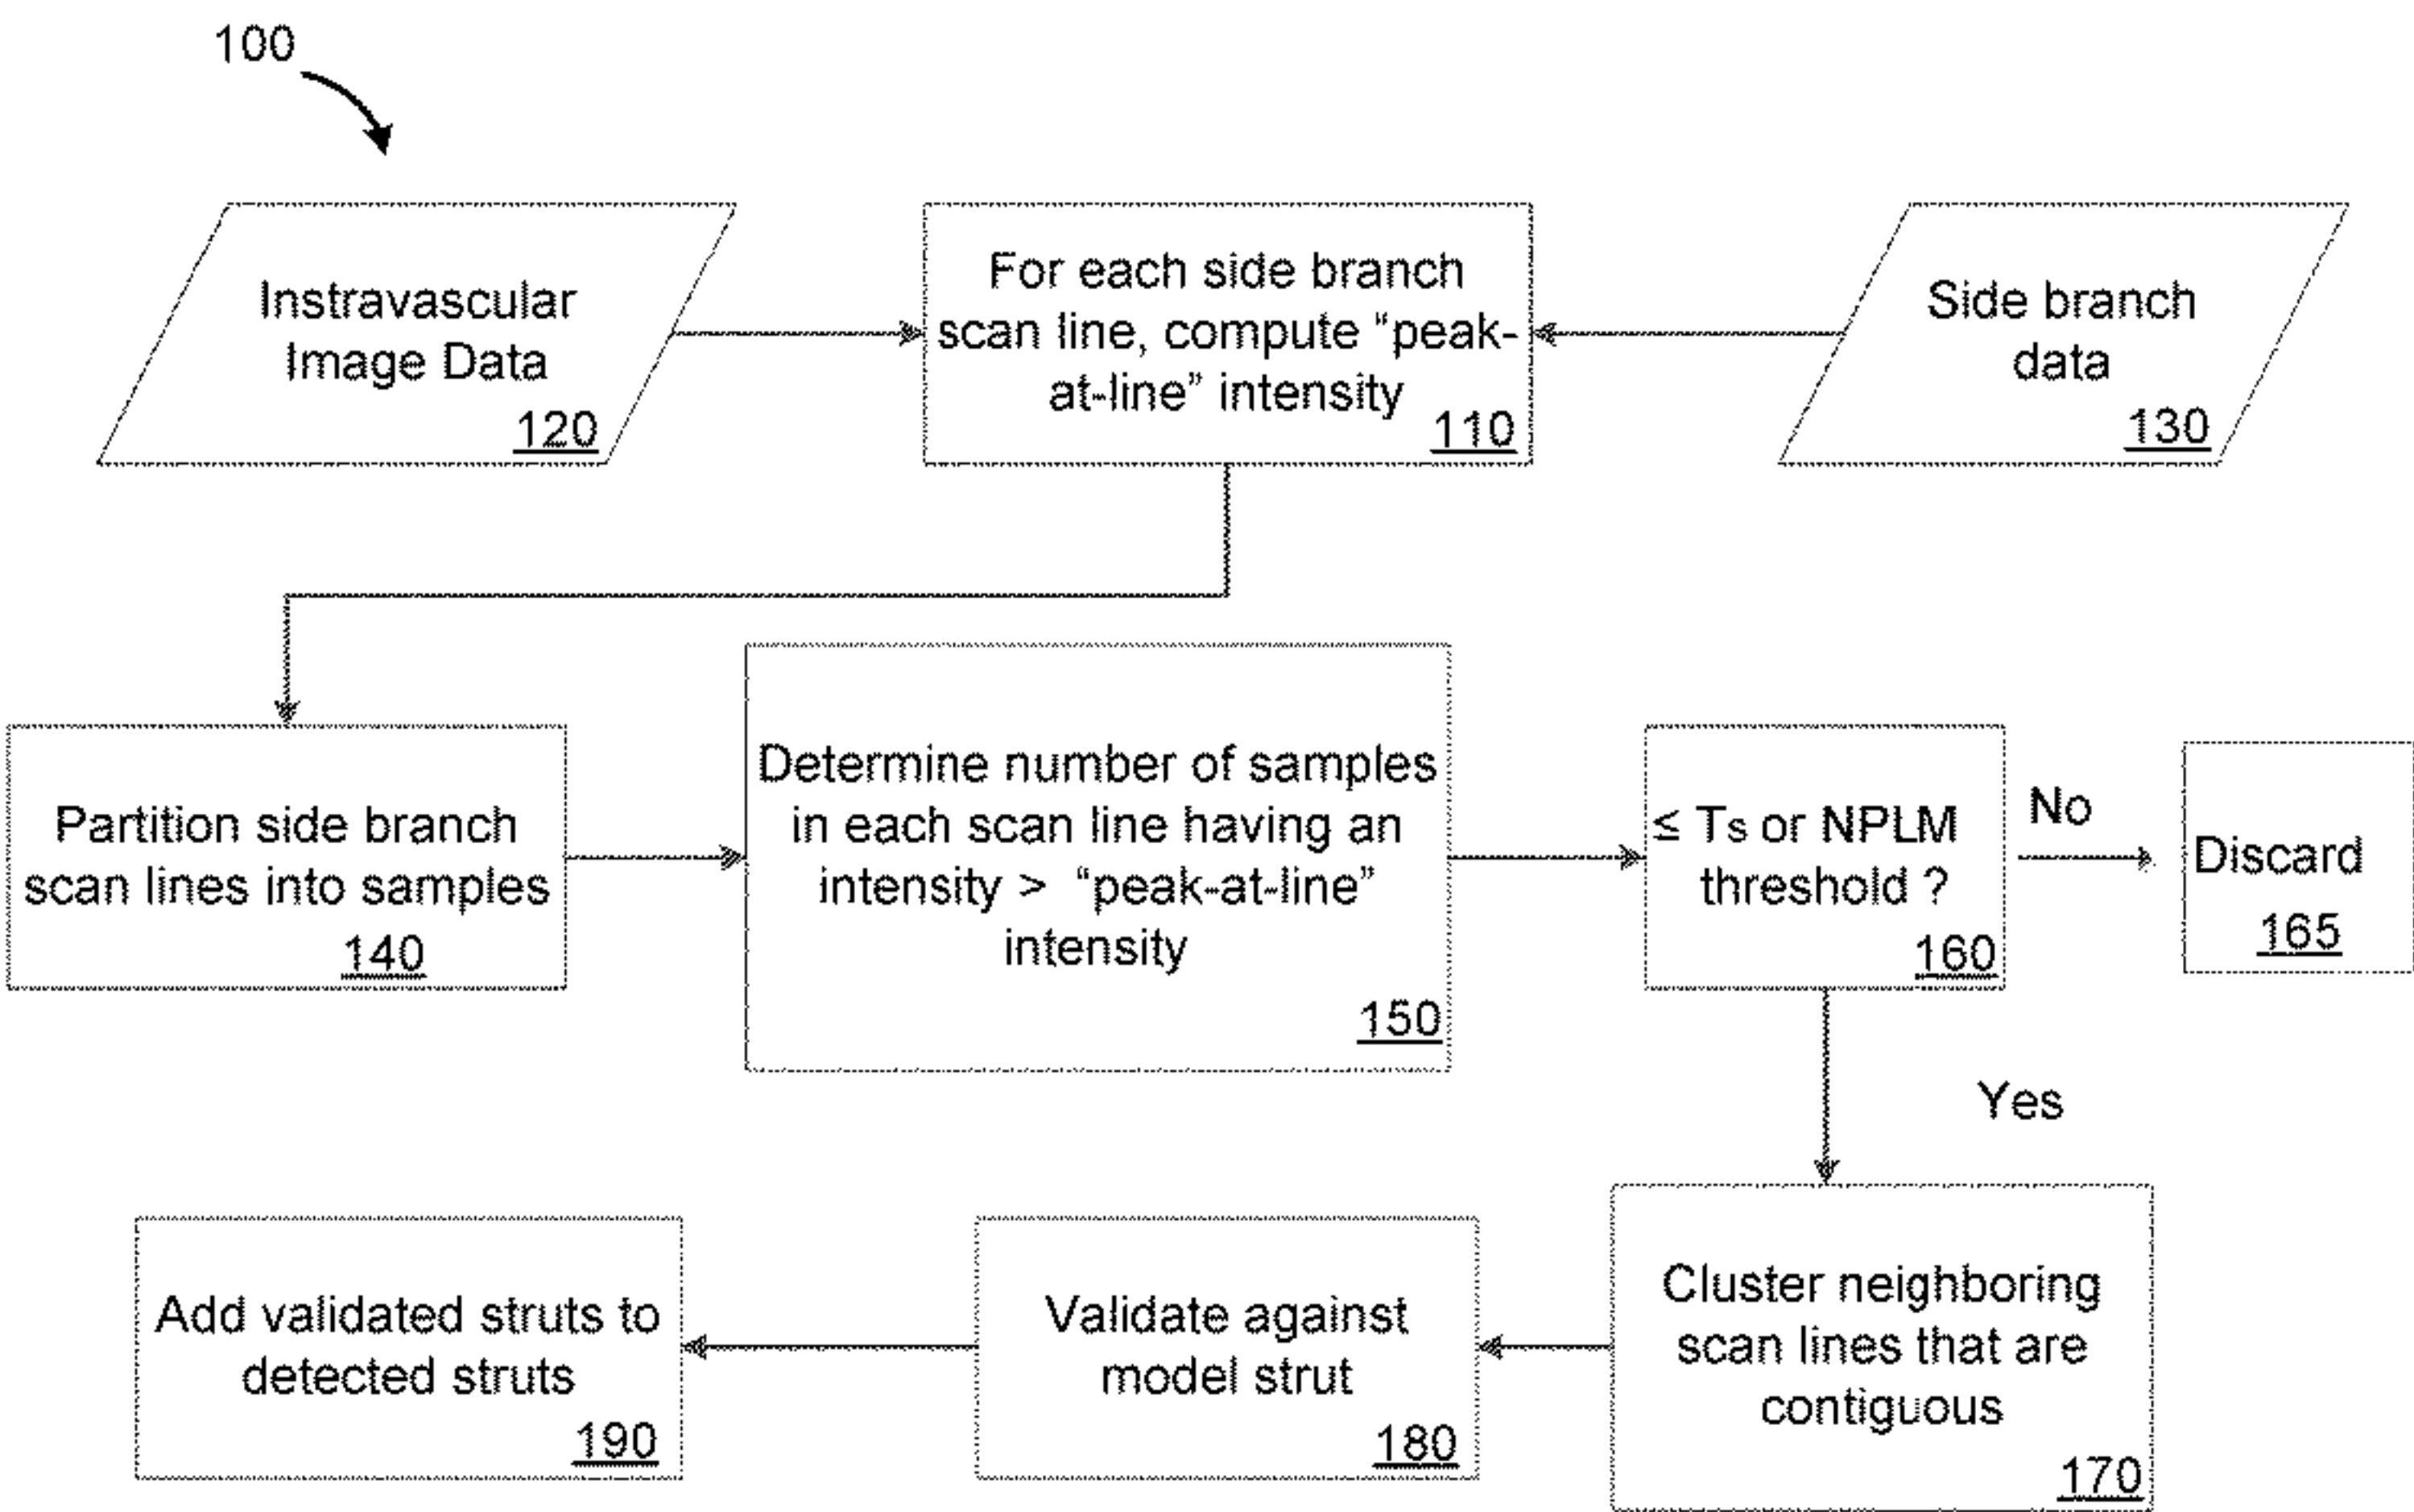 100
Instravascular
Image Data
120
For each side branch
scan line, compute “peak-
at-line” intensity
110
Side branch
data
130
Partition side branch
scan lines into samples
140
Determine number of samples
in each scan line having an
intensity > “peak-at-line”
intensity
150
≤ Ts or NPLM
threshold ?
160
No
Discard
165
Yes
Cluster neighboring
scan lines that are
contiguous
170
Validate against
model strut
180
Add validated struts to
detected struts
190